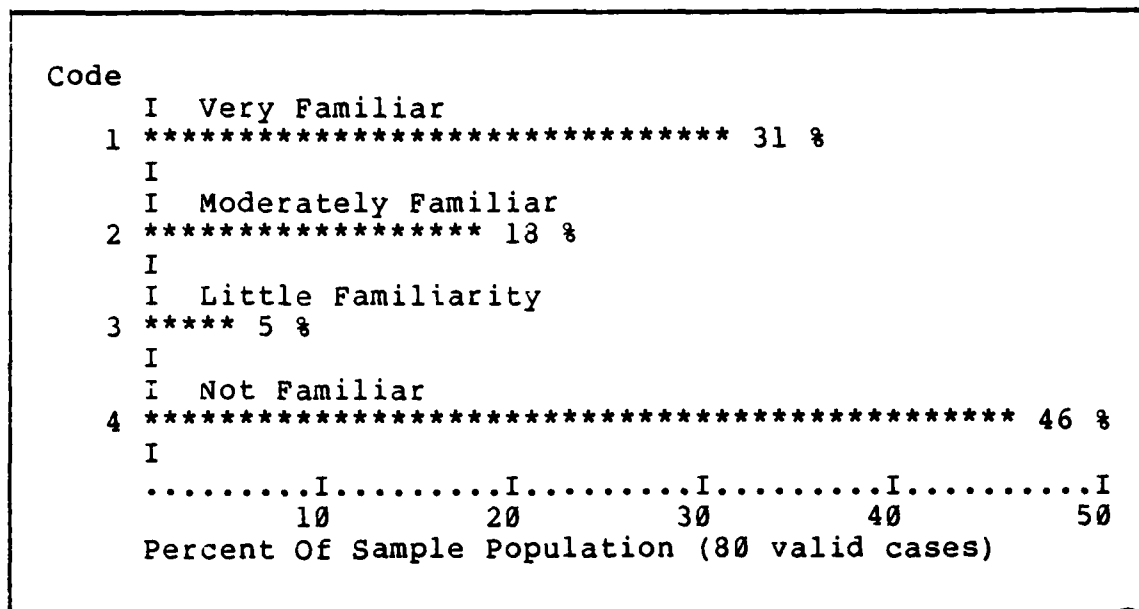 Code
I Very Familiar
1 ******************************* 31 %
I
I Moderately Familiar
2 ****************** 18 %
I
I Little Familiarity
3 ***** 5 %
I
I Not Familiar
4 ********************************************** 46 %
I
.........I.........I.........I.........I..........I
10 20 30 40 50
Percent Of Sample Population (80 valid cases)